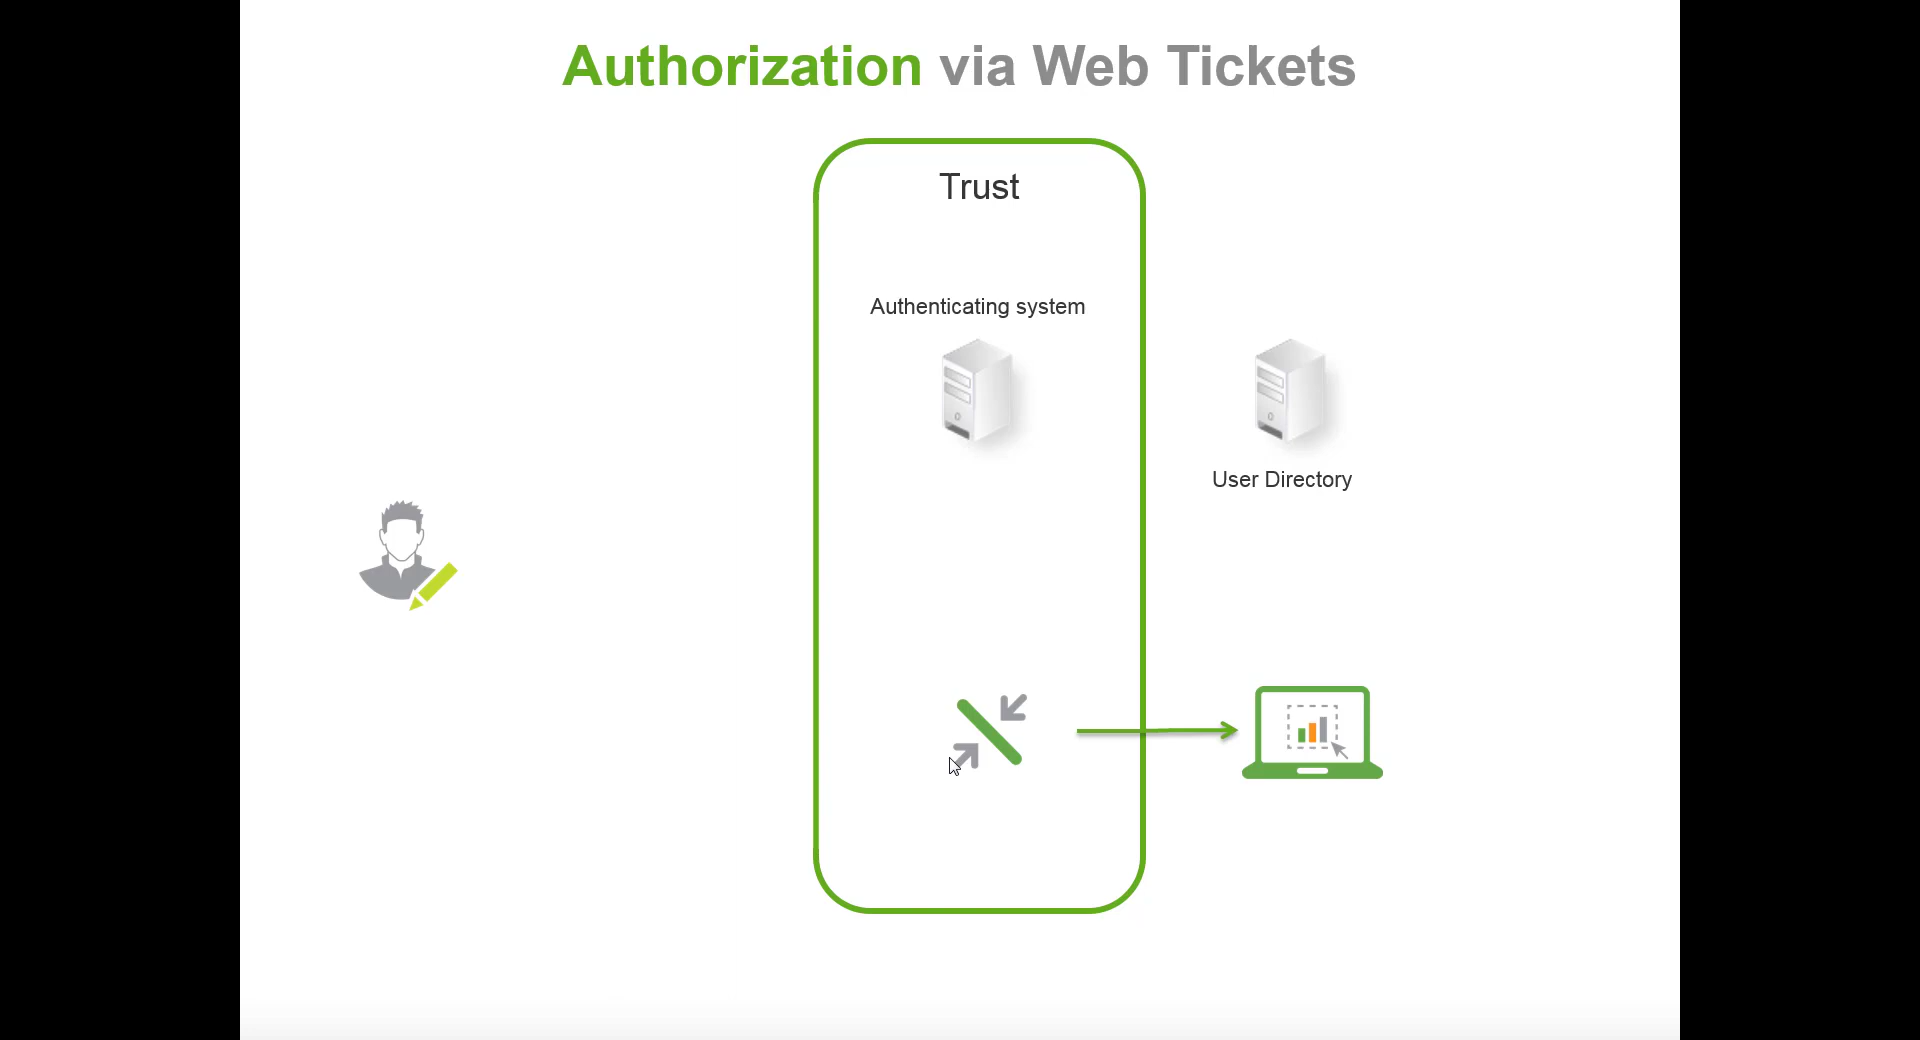 Authorization via Web Tickets
Trust
Authenticating system
User Directory